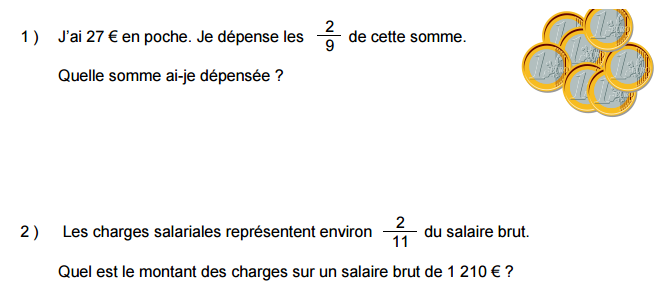 1) J'ai 27 € en poche. Je dépense les 2/9 de cette somme.
Quelle somme ai-je dépensée ?
2) Les charges salariales représentent environ 2/11 du salaire brut.
Quel est le montant des charges sur un salaire brut de 1 210 € ?